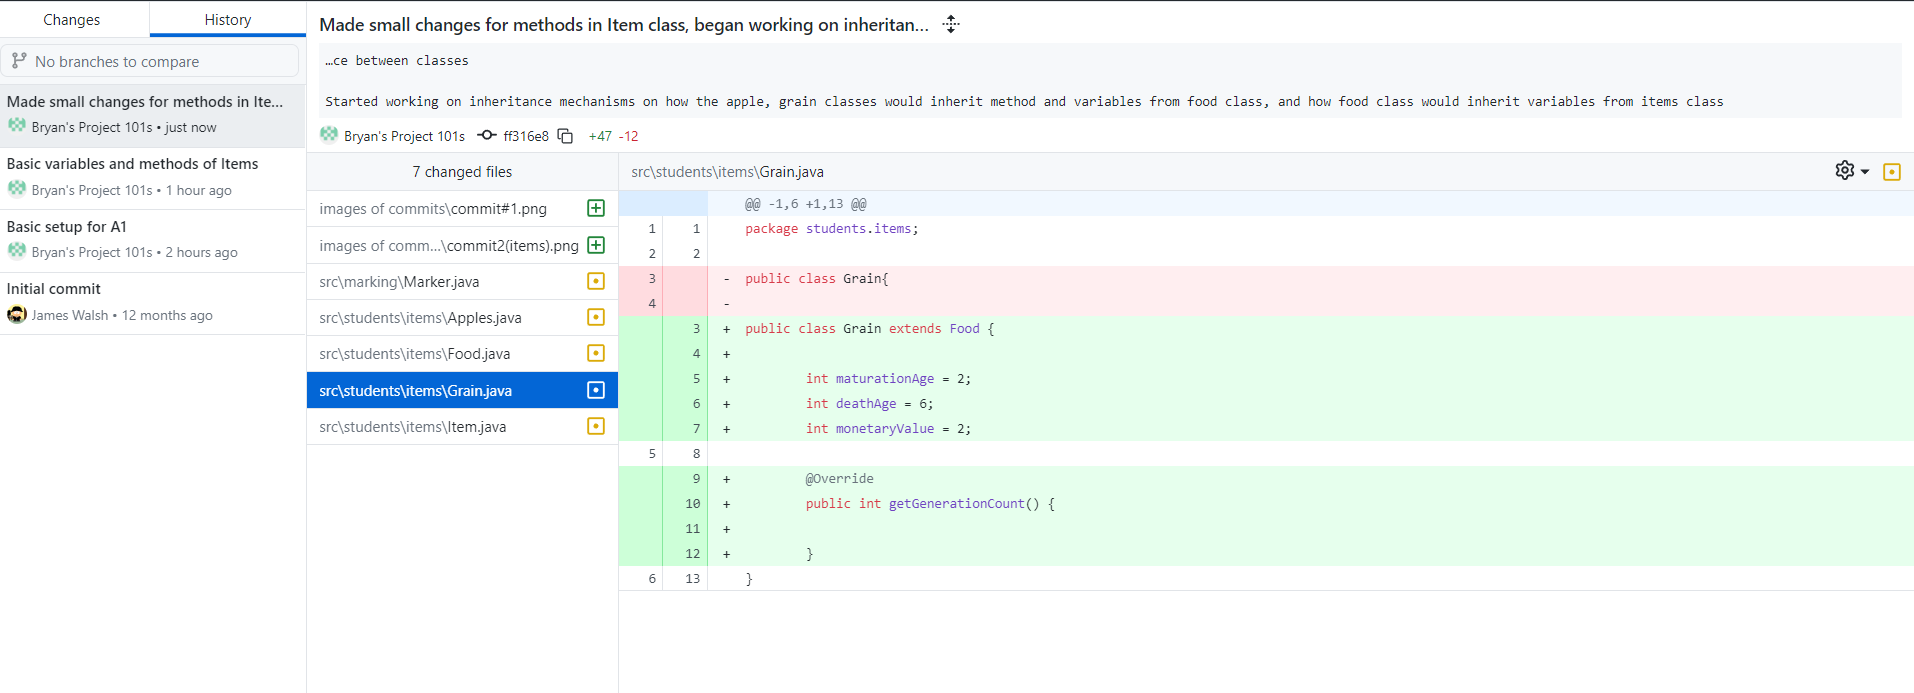 Changes
History
No branches to compare
Made small changes for methods in Ite...
Bryan's Project 101s • just now
Basic variables and methods of Items
Bryan's Project 101s • 1 hour ago
Basic setup for A1
Bryan's Project 101s • 2 hours ago
Initial commit
James Walsh • 12 months ago
Made small changes for methods in Item class, began working on inheritan...
…ce between classes
Started working on inheritance mechanisms on how the apple, grain classes would inherit method and variables from food class, and how food class would inherit variables from items class
Bryan's Project 101s ff316e8 +47 -12
7 changed files
images of commits\commit#1.png
images of comm...\commit2(items).png
src\marking\Marker.java
src\students\items\Apples.java
src\students\items\Food.java
src\students\items\Grain.java
src\students\items\Item.java
src\students\items\Grain.java
@@ -1,6 +1,13 @@
1 1 package students.items;
2 2
3 - public class Grain{
4 -
3 + public class Grain extends Food {
4 +
5 + int maturationAge = 2;
6 + int deathAge = 6;
7 + int monetaryValue = 2;
5 8
9 + @Override
10 + public int getGenerationCount() {
11 +
12 + }
6 13 }